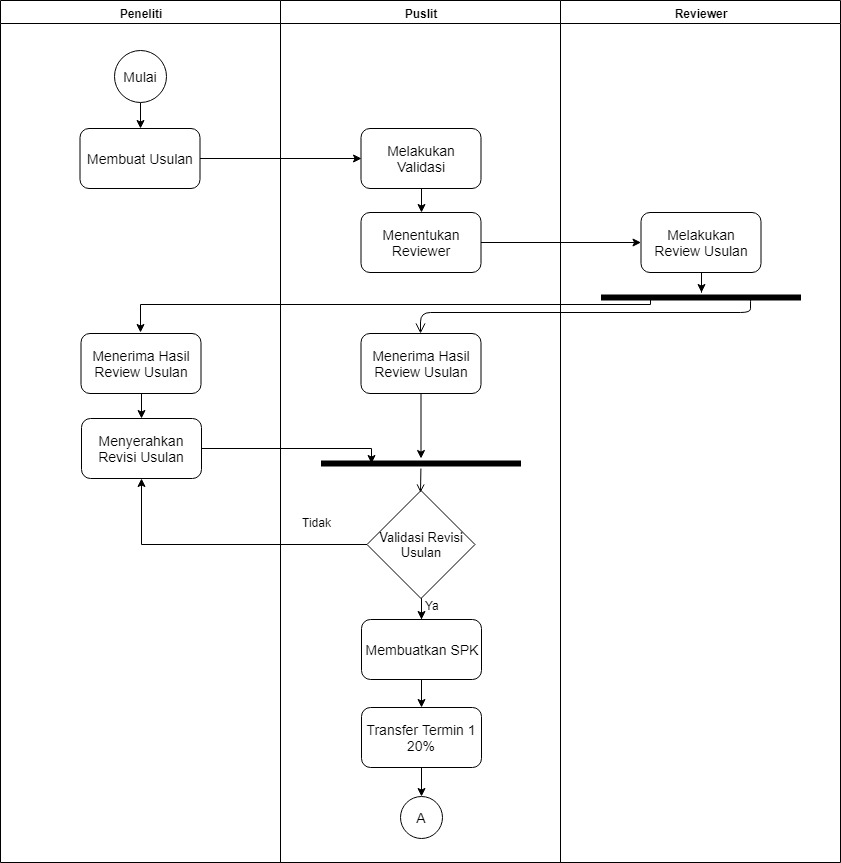 Peneliti
Puslit
Reviewer
Mulai
Membuat Usulan
Melakukan
Validasi
Menentukan
Reviewer
Melakukan
Review Usulan
Menerima Hasil
Review Usulan
Menerima Hasil
Review Usulan
Menyerahkan
Revisi Usulan
Tidak
Validasi Revisi
Usulan
Ya
Membuatkan SPK
Transfer Termin 1
20%
A